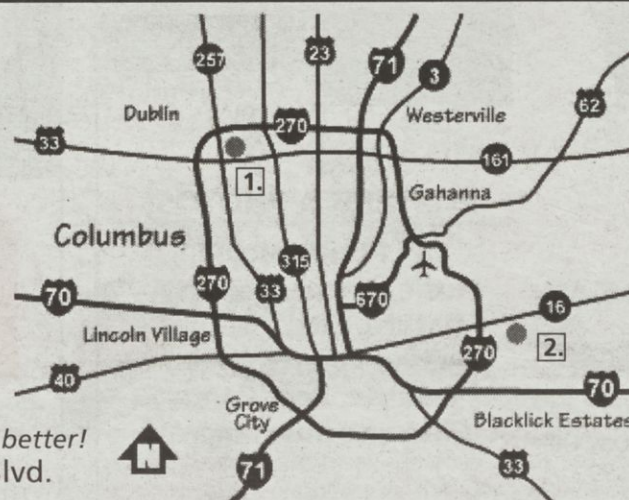 257
23
71
3
62
Dublin
270
Westerville
33
161
1.
Gahanna
Columbus
315
270
33
670
70
16
Lincoln Village
270
2.
40
70
Grove
City
Blacklick Estates
better!
N
lvd.
71
33